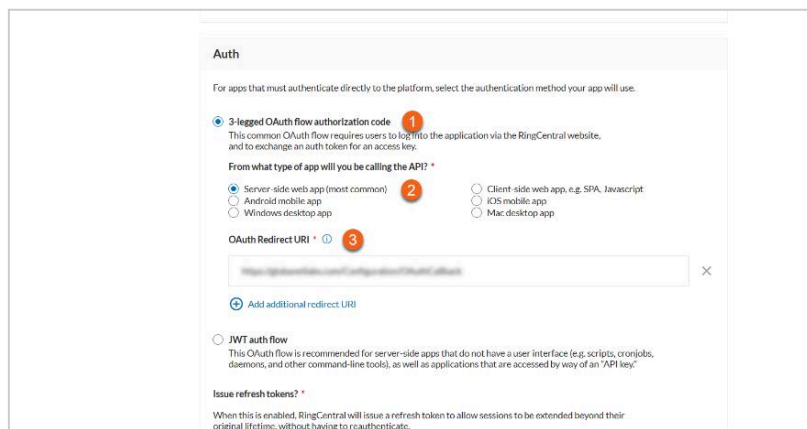 Auth
For apps that must authenticate directly to the platform, select the authentication method your app will use.
3-legged OAuth flow authorization code 1
This common OAuth flow requires users to log into the application via the RingCentral website,
and to exchange an auth token for an access key.
From what type of app will you be calling the API? *
Server-side web app (most common) 2 Client-side web app, e.g. SPA, Javascript
Android mobile app iOS mobile app
Windows desktop app Mac desktop app
OAuth Redirect URI * 3
Add additional redirect URI
JWT auth flow
This OAuth flow is recommended for server-side apps that do not have a user interface (e.g. scripts, cronjobs,
daemons, and other command-line tools), as well as applications that are accessed by way of an "API key."
Issue refresh tokens? *
When this is enabled, RingCentral will issue a refresh token to allow sessions to be extended beyond their
original lifetime, without having to reauthenticate.